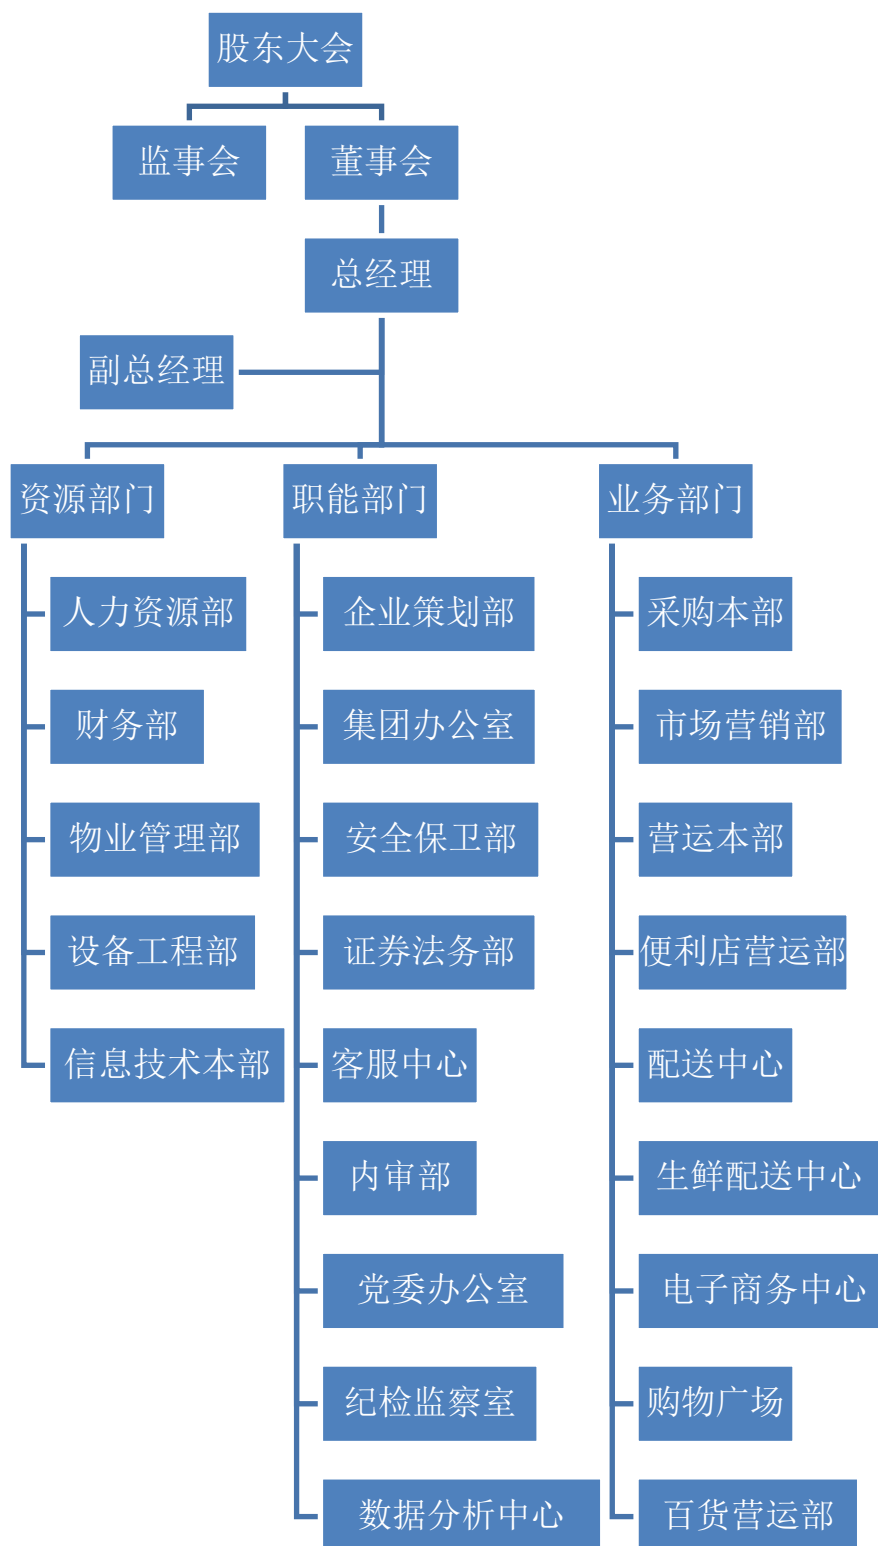 股东大会
监事会
董事会
总经理
副总经理
资源部门
人力资源部
财务部
物业管理部
设备工程部
信息技术本部
职能部门
企业策划部
集团办公室
安全保卫部
证券法务部
客服中心
内审部
党委办公室
纪检监察室
数据分析中心
业务部门
采购本部
市场营销部
营运本部
便利店营运部
配送中心
生鲜配送中心
电子商务中心
购物广场
百货营运部